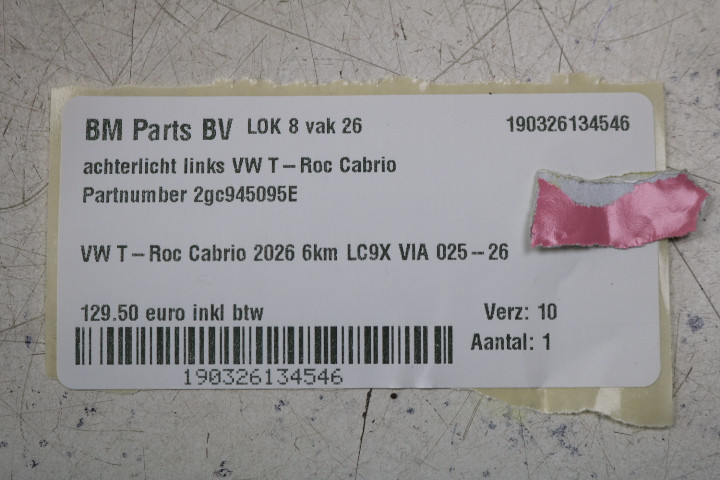 BM Parts BV LOK 8 vak 26 190326134546
achterlicht links VW T-Roc Cabrio
Partnumber 2gc945095E
VW T-Roc Cabrio 2026 6km LC9X VIA 025-26
129.50 euro inkl btw Verz: 10
Aantal: 1
190326134546